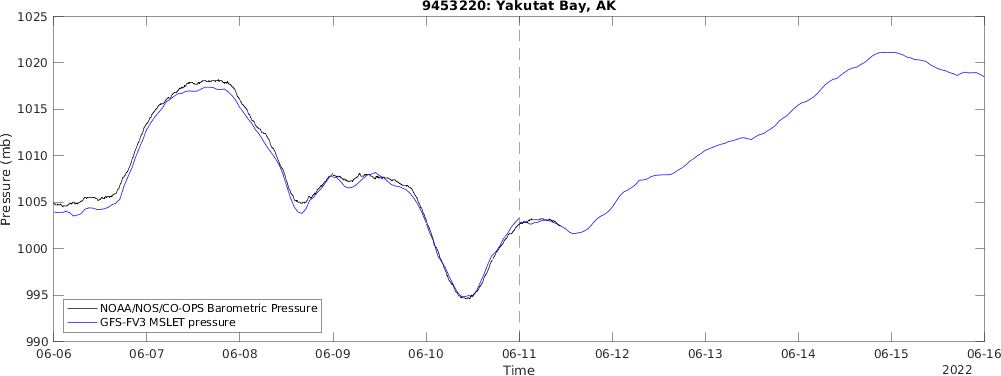 9453220: Yakutat Bay, AK
1025
1020
1015
1010
1005
1000
995
990
Pressure (mb)
NOAA/NOS/CO-OPS Barometric Pressure
GFS-FV3 MSLET pressure
06-06 06-07 06-08 06-09 06-10 06-11 06-12 06-13 06-14 06-15 06-16
Time
2022